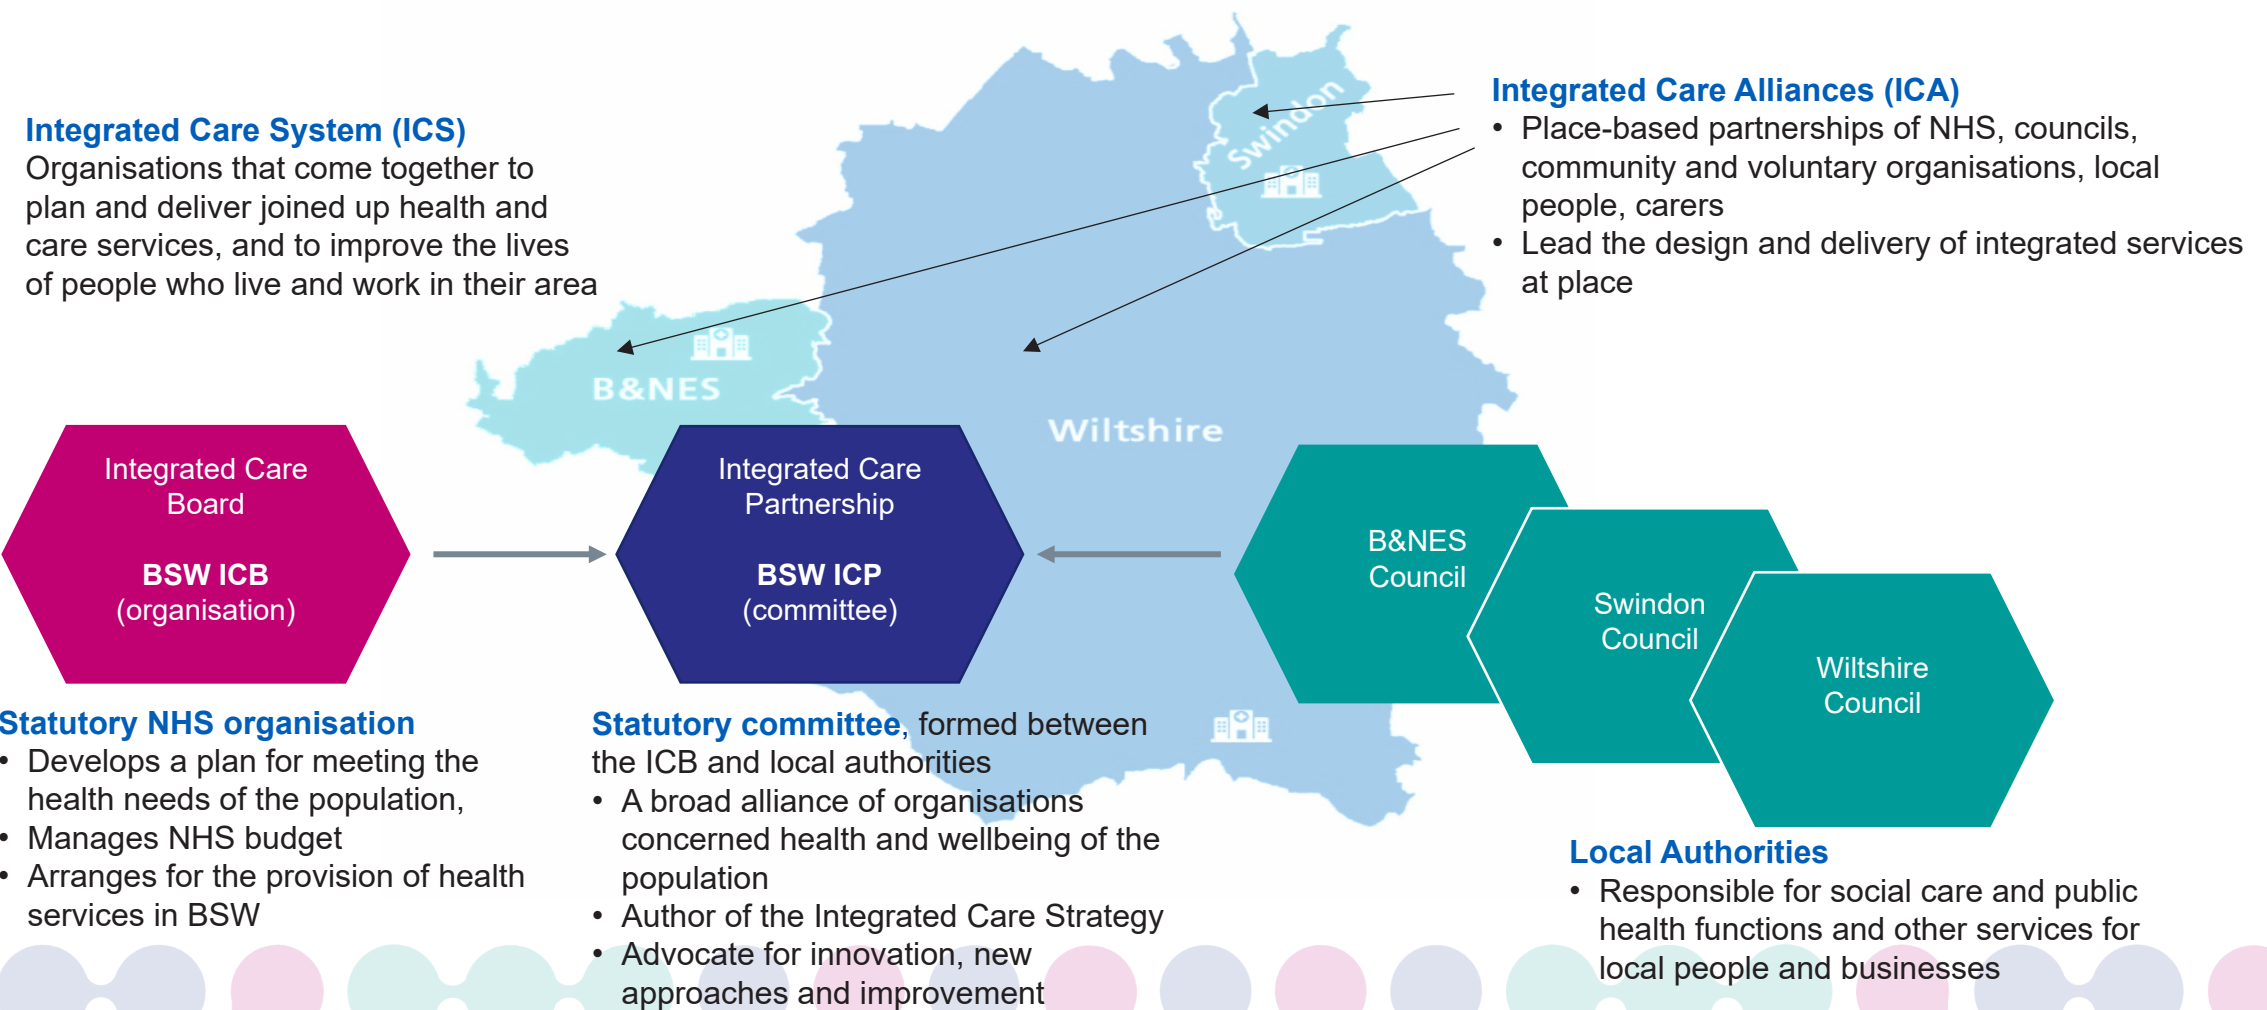 Integrated Care System (ICS)
Organisations that come together to
plan and deliver joined up health and
care services, and to improve the lives
of people who live and work in their area
Integrated Care Alliances (ICA)
• Place-based partnerships of NHS, councils,
community and voluntary organisations, local
people, carers
• Lead the design and delivery of integrated services
at place
Swindon
B&NES
Wiltshire
Integrated Care
Board
BSW ICB
(organisation)
Integrated Care
Partnership
BSW ICP
(committee)
B&NES
Council
Swindon
Council
Wiltshire
Council
Statutory NHS organisation
• Develops a plan for meeting the
health needs of the population,
• Manages NHS budget
• Arranges for the provision of health
services in BSW
Statutory committee, formed between
the ICB and local authorities
• A broad alliance of organisations
concerned health and wellbeing of the
population
• Author of the Integrated Care Strategy
• Advocate for innovation, new
approaches and improvement
Local Authorities
• Responsible for social care and public
health functions and other services for
local people and businesses